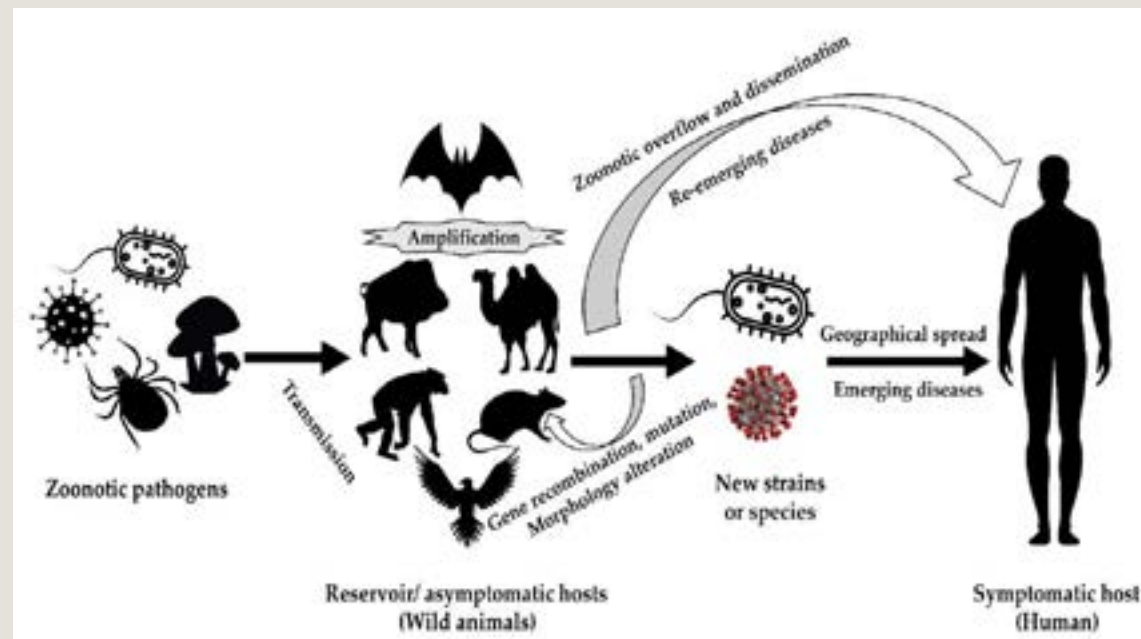 Zoonotic overflow and dissemination
Re-emerging diseases
Amplification
Transmission
Geographical spread
Emerging diseases
Gene recombination, mutation,
Morphology alteration
Zoonotic pathogens
New strains
or species
Reservoir/ asymptomatic hosts
(Wild animals)
Symptomatic host
(Human)